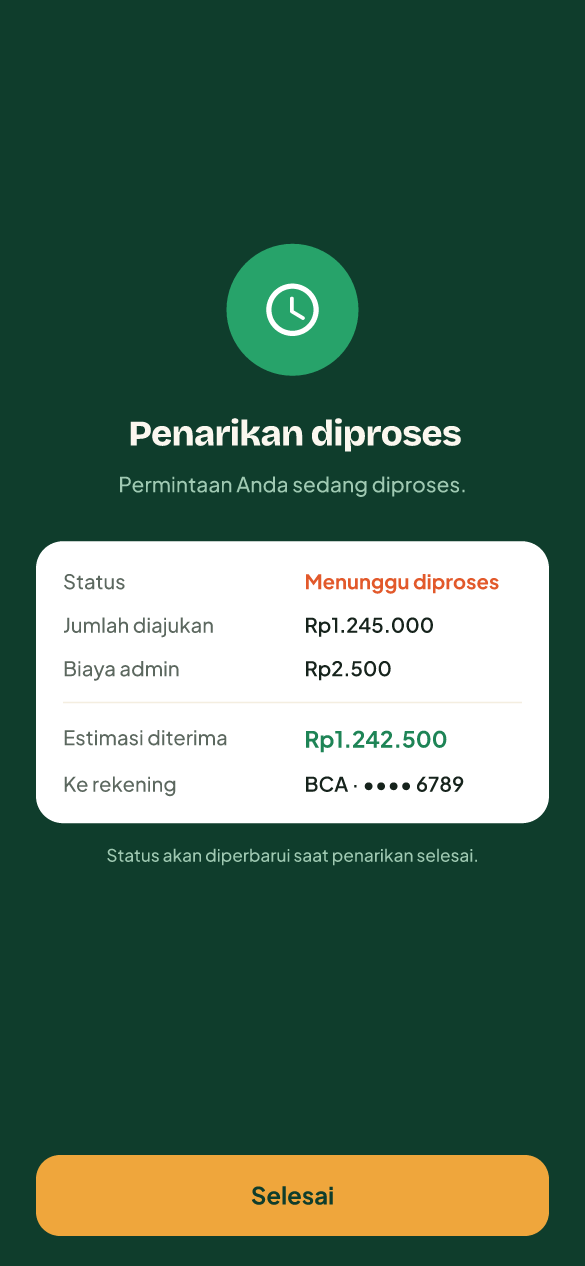 Penarikan diproses
Permintaan Anda sedang diproses.
Status Menunggu diproses
Jumlah diajukan Rp1.245.000
Biaya admin Rp2.500
Estimasi diterima Rp1.242.500
Ke rekening BCA · •••• 6789
Status akan diperbarui saat penarikan selesai.
Selesai